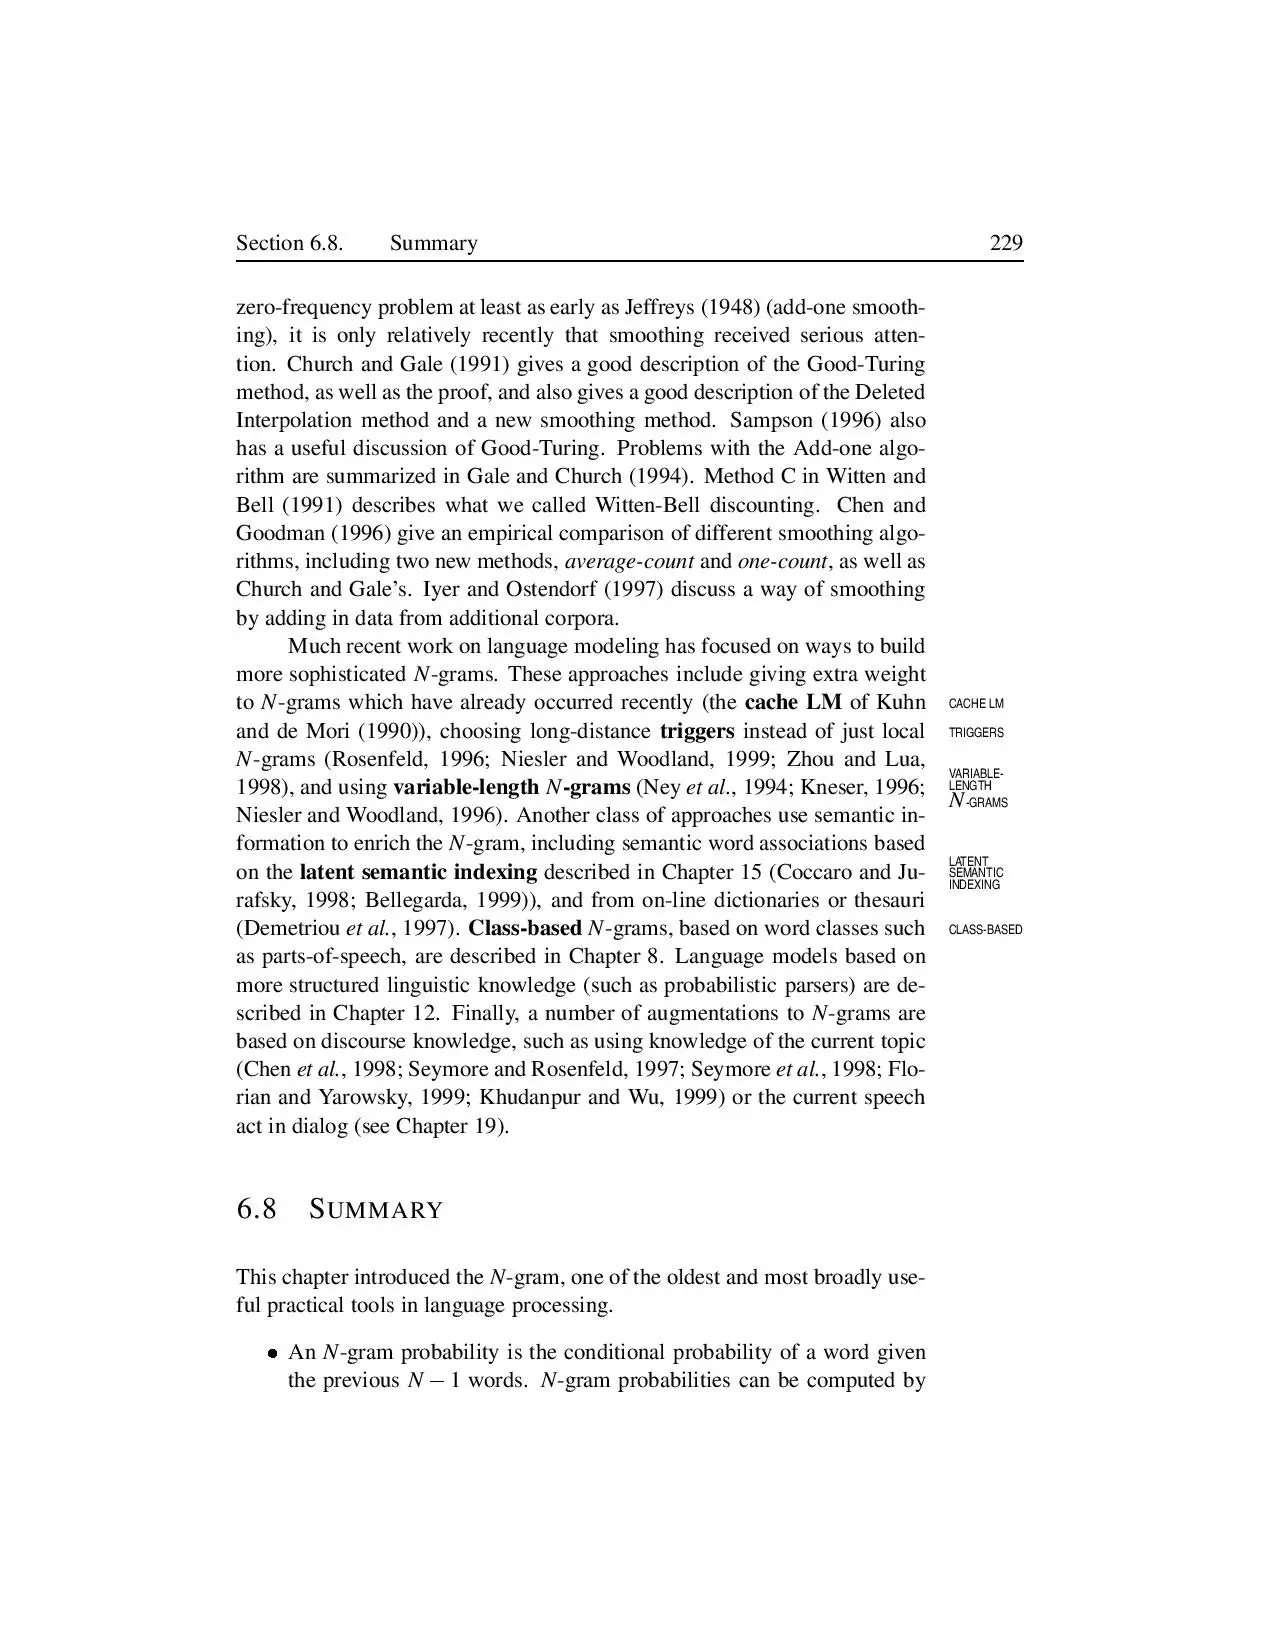 Section 6.8. Summary 229
zero-frequency problem at least as early as Jeffreys (1948) (add-one smooth-
ing), it is only relatively recently that smoothing received serious atten-
tion. Church and Gale (1991) gives a good description of the Good-Turing
method, as well as the proof, and also gives a good description of the Deleted
Interpolation method and a new smoothing method. Sampson (1996) also
has a useful discussion of Good-Turing. Problems with the Add-one algo-
rithm are summarized in Gale and Church (1994). Method C in Witten and
Bell (1991) describes what we called Witten-Bell discounting. Chen and
Goodman (1996) give an empirical comparison of different smoothing algo-
rithms, including two new methods, average-count and one-count, as well as
Church and Gale's. Iyer and Ostendorf (1997) discuss a way of smoothing
by adding in data from additional corpora.
Much recent work on language modeling has focused on ways to build
more sophisticated N-grams. These approaches include giving extra weight
to N-grams which have already occurred recently (the cache LM of Kuhn
and de Mori (1990)), choosing long-distance triggers instead of just local
N-grams (Rosenfeld, 1996; Niesler and Woodland, 1999; Zhou and Lua,
1998), and using variable-length N-grams (Ney et al., 1994; Kneser, 1996;
Niesler and Woodland, 1996). Another class of approaches use semantic in-
formation to enrich the N-gram, including semantic word associations based
on the latent semantic indexing described in Chapter 15 (Coccaro and Ju-
rafsky, 1998; Bellegarda, 1999)), and from on-line dictionaries or thesauri
(Demetriou et al., 1997). Class-based N-grams, based on word classes such
as parts-of-speech, are described in Chapter 8. Language models based on
more structured linguistic knowledge (such as probabilistic parsers) are de-
scribed in Chapter 12. Finally, a number of augmentations to N-grams are
based on discourse knowledge, such as using knowledge of the current topic
(Chen et al., 1998; Seymore and Rosenfeld, 1997; Seymore et al., 1998; Flo-
rian and Yarowsky, 1999; Khudanpur and Wu, 1999) or the current speech
act in dialog (see Chapter 19).
CACHE LM
TRIGGERS
VARIABLE-
LENGTH
N-GRAMS
LATENT
SEMANTIC
INDEXING
CLASS-BASED
6.8 SUMMARY
This chapter introduced the N-gram, one of the oldest and most broadly use-
ful practical tools in language processing.
• An N-gram probability is the conditional probability of a word given
the previous N − 1 words. N-gram probabilities can be computed by